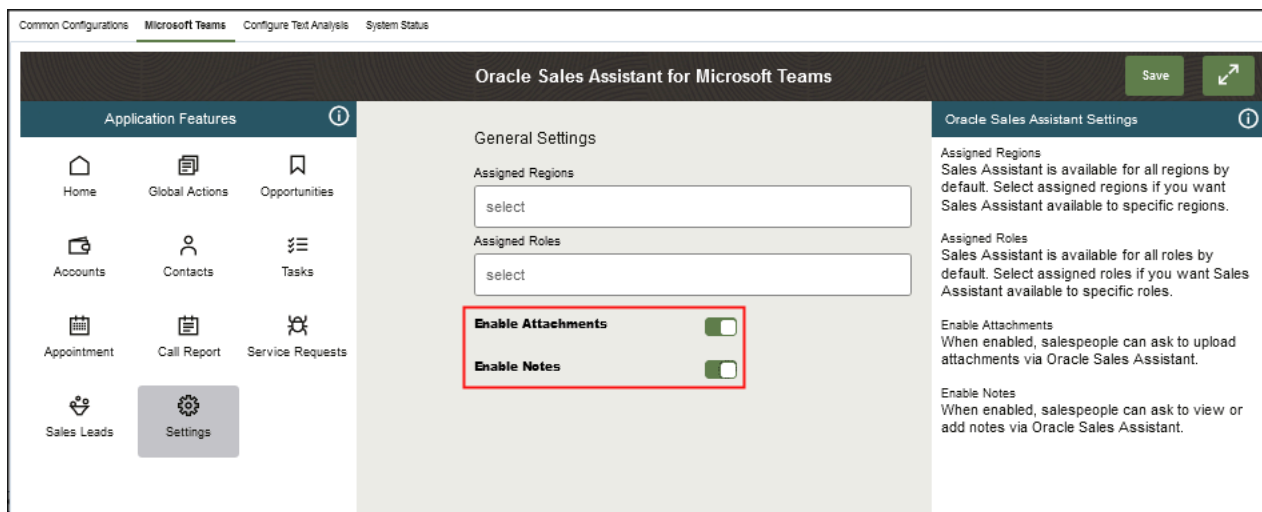 Common Configurations Microsoft Teams Configure Text Analysis System Status
Oracle Sales Assistant for Microsoft Teams
Save
Application Features
Home Global Actions Opportunities
Accounts Contacts Tasks
Appointment Call Report Service Requests
Sales Leads Settings
General Settings
Assigned Regions
select
Assigned Roles
select
Enable Attachments
Enable Notes
Oracle Sales Assistant Settings
Assigned Regions
Sales Assistant is available for all regions by
default. Select assigned regions if you want
Sales Assistant available to specific regions.
Assigned Roles
Sales Assistant is available for all roles by
default. Select assigned roles if you want Sales
Assistant available to specific roles.
Enable Attachments
When enabled, salespeople can ask to upload
attachments via Oracle Sales Assistant.
Enable Notes
When enabled, salespeople can ask to view or
add notes via Oracle Sales Assistant.